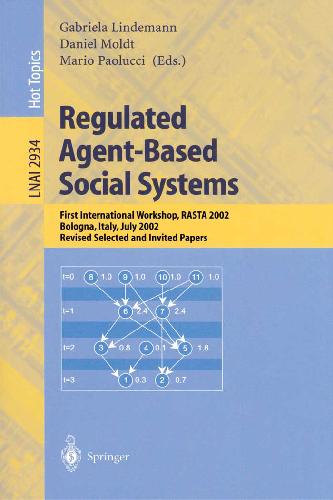 Gabriela Lindemann
Daniel Moldt
Mario Paolucci (Eds.)
Hot Topics
LNAI 2934
Regulated
Agent-Based
Social Systems
First International Workshop, RASTA 2002
Bologna, Italy, July 2002
Revised Selected and Invited Papers
t=0 8 1.0 9 1.0 10 1.0 11 1.0
t=1 6 2.4 7 2.4
t=2 3 0.8 4 0.1 5 1.8
t=3 1 0.3 2 0.7
Springer